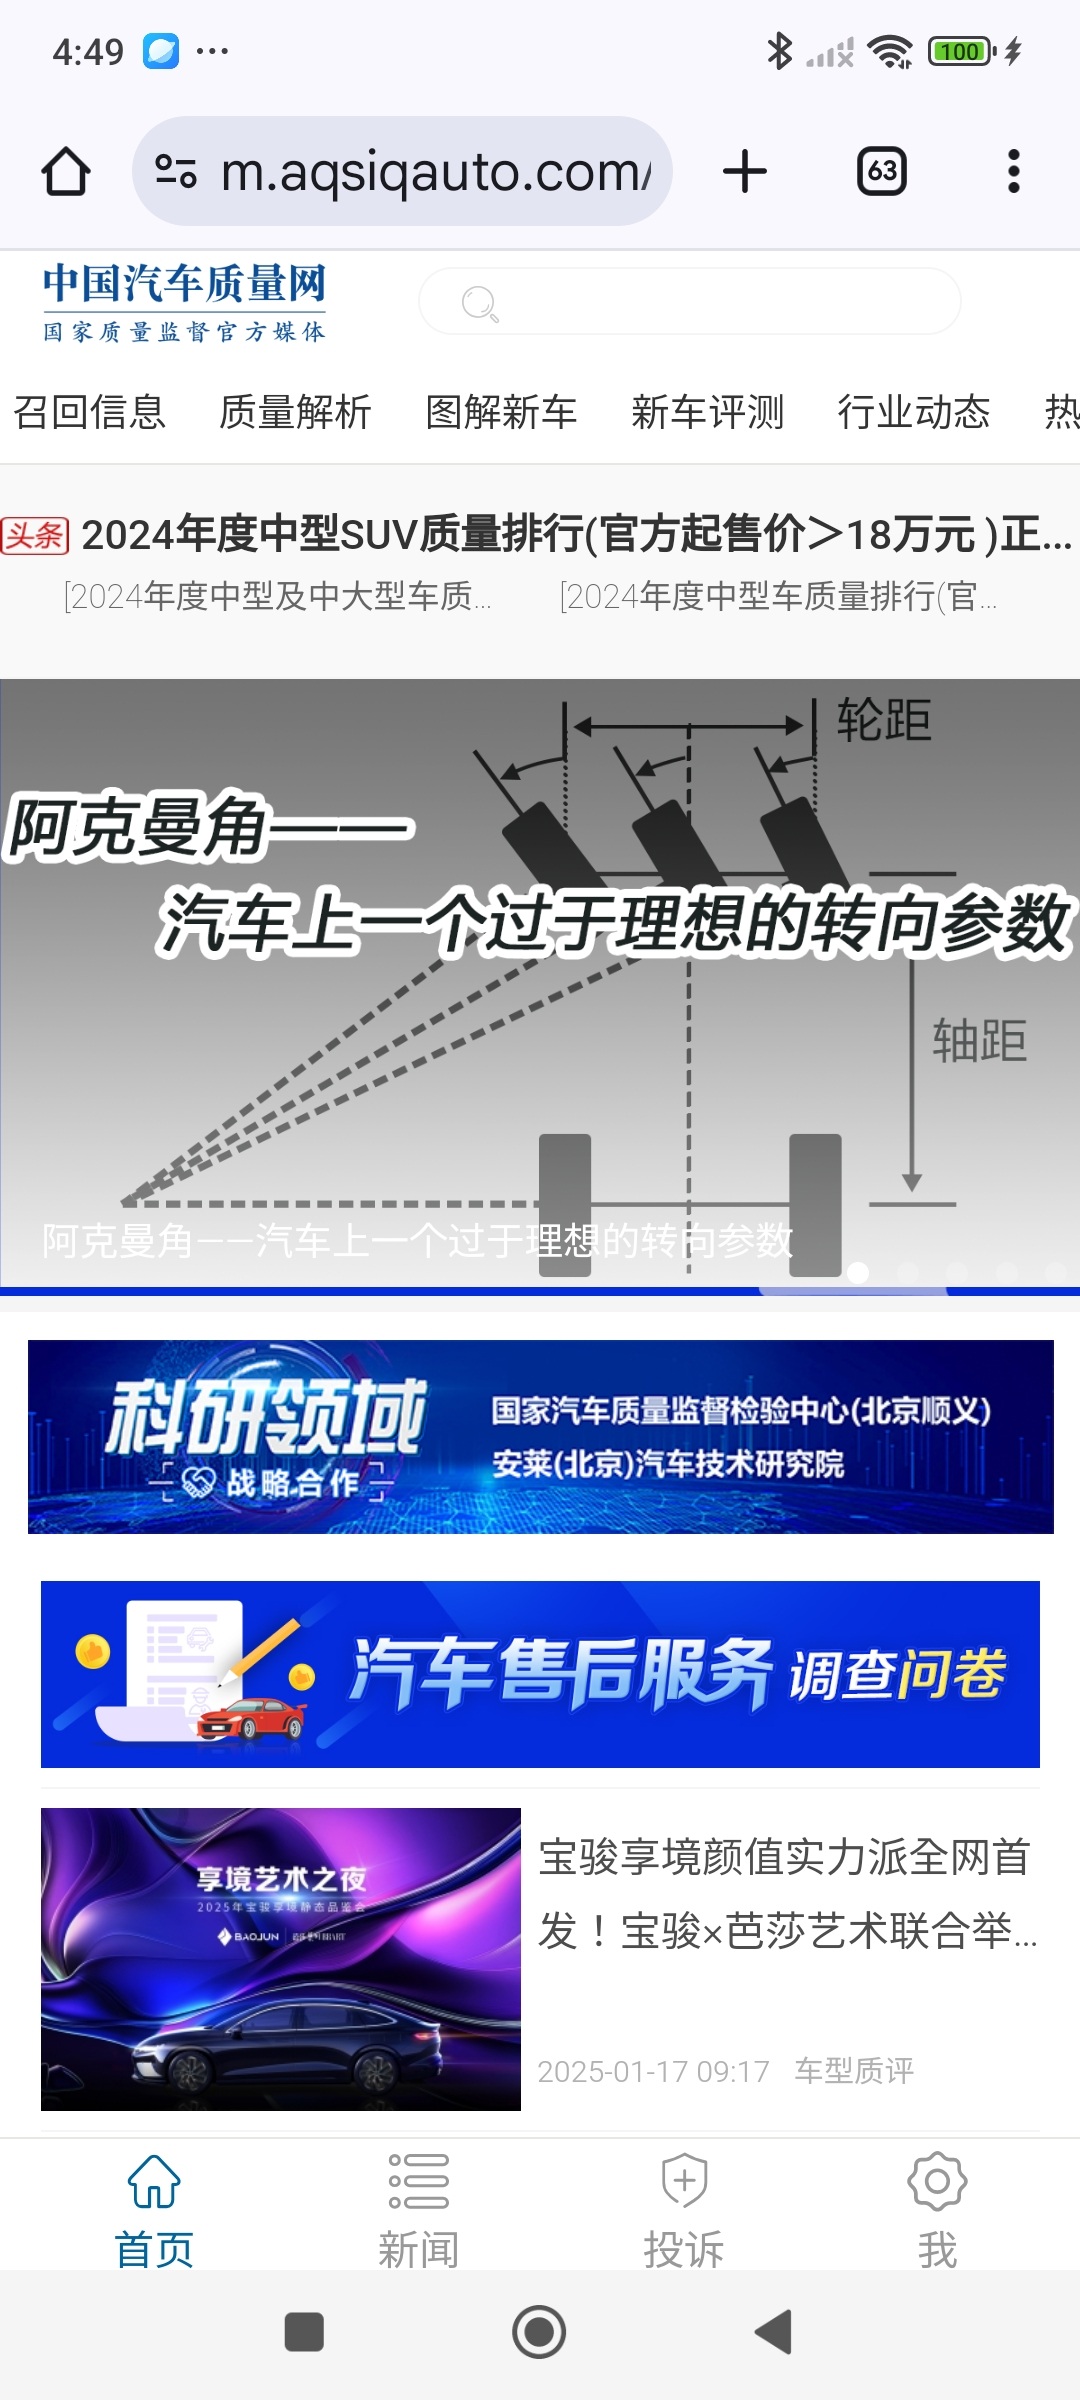 4:49
100
m.aqsiqauto.com/
63
中国汽车质量网
国家质量监督官方媒体
召回信息 质量解析 图解新车 新车评测 行业动态 热
头条 2024年度中型SUV质量排行(官方起售价＞18万元 )正...
[2024年度中型及中大型车质... [2024年度中型车质量排行(官...
轮距
阿克曼角——
汽车上一个过于理想的转向参数
轴距
阿克曼角——汽车上一个过于理想的转向参数
科研领域
战略合作
国家汽车质量监督检验中心(北京顺义)
安莱(北京)汽车技术研究院
汽车售后服务 调查问卷
享境艺术之夜
2025年宝骏享境静态品鉴会
BAOJUN
宝骏享境颜值实力派全网首
发！宝骏×芭莎艺术联合举...
2025-01-17 09:17 车型质评
首页 新闻 投诉 我